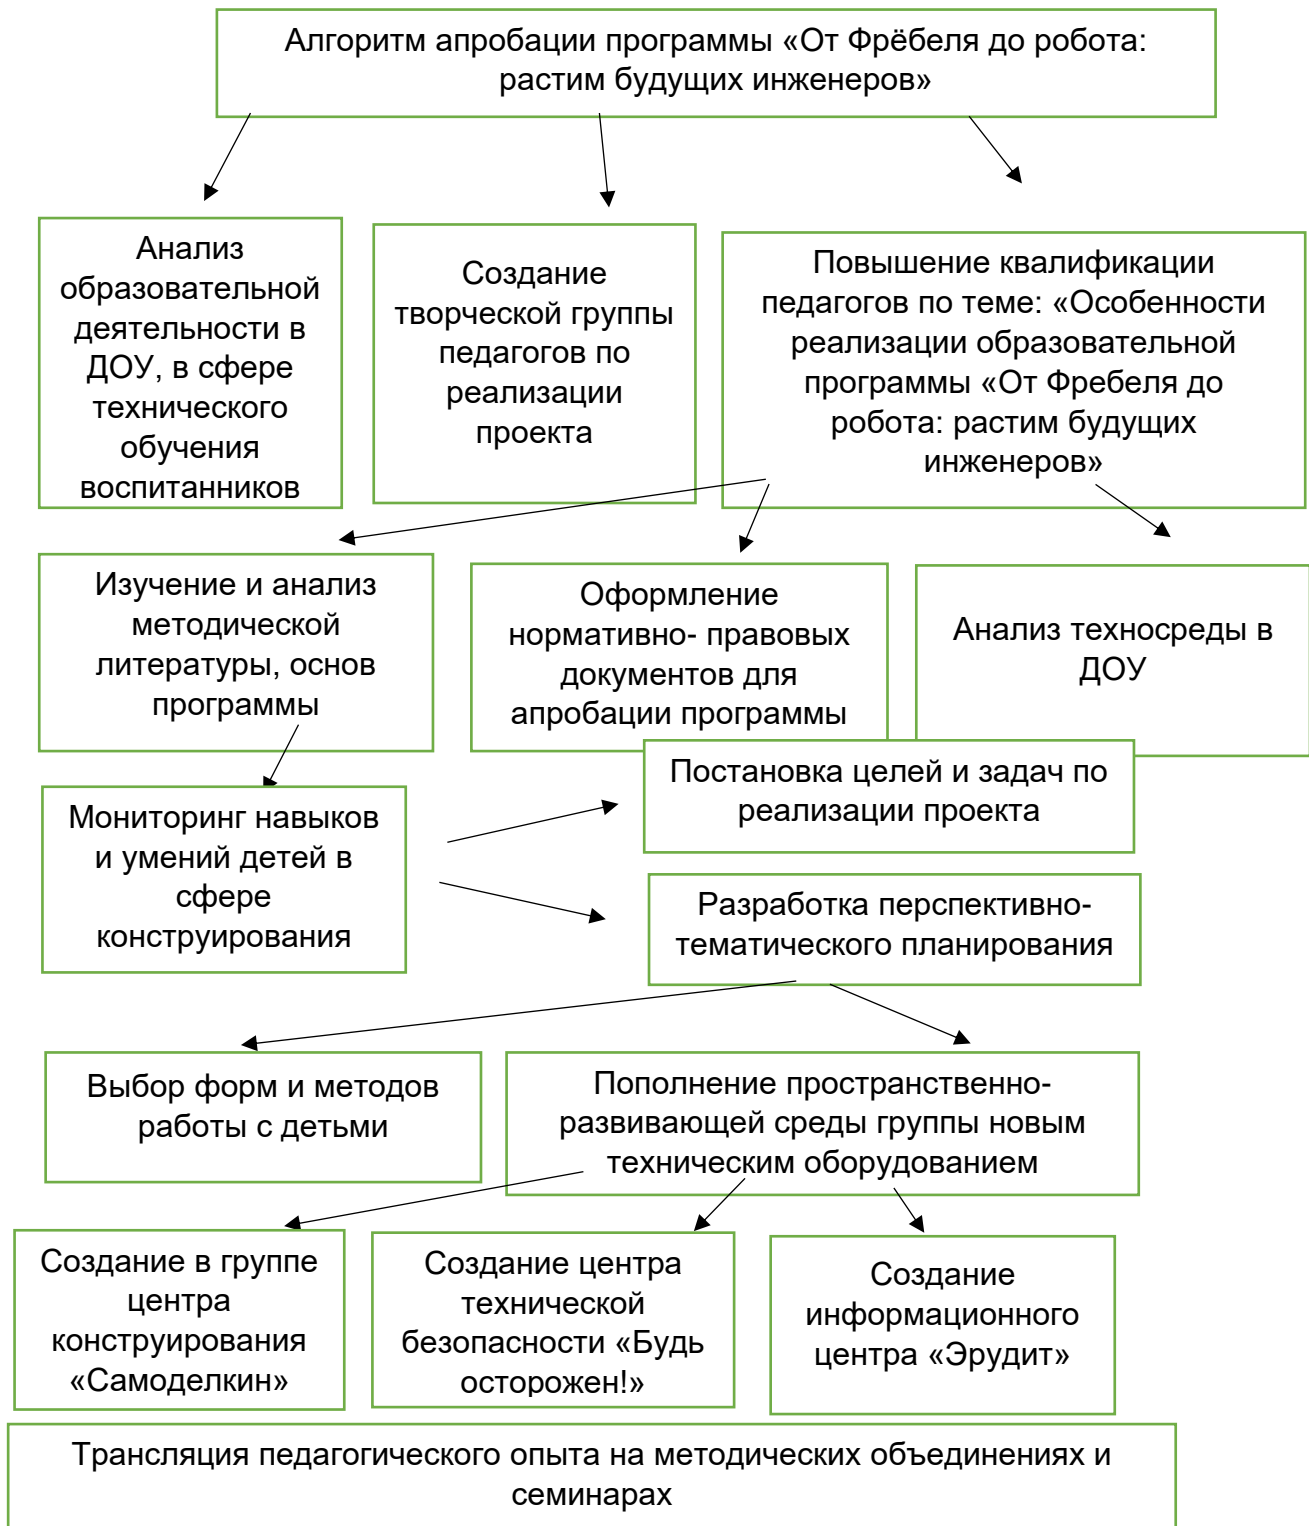 Алгоритм апробации программы «От Фрёбеля до робота:
растим будущих инженеров»
Анализ
образовательной
деятельности в
ДОУ, в сфере
технического
обучения
воспитанников
Создание
творческой группы
педагогов по
реализации
проекта
Повышение квалификации
педагогов по теме: «Особенности
реализации образовательной
программы «От Фребеля до
робота: растим будущих
инженеров»
Изучение и анализ
методической
литературы, основ
программы
Оформление
нормативно- правовых
документов для
апробации программы
Анализ техносреды в
ДОУ
Постановка целей и задач по
реализации проекта
Мониторинг навыков
и умений детей в
сфере
конструирования
Разработка перспективно-
тематического планирования
Выбор форм и методов
работы с детьми
Пополнение пространственно-
развивающей среды группы новым
техническим оборудованием
Создание в группе
центра
конструирования
«Самоделкин»
Создание центра
технической
безопасности «Будь
осторожен!»
Создание
информационного
центра «Эрудит»
Трансляция педагогического опыта на методических объединениях и
семинарах